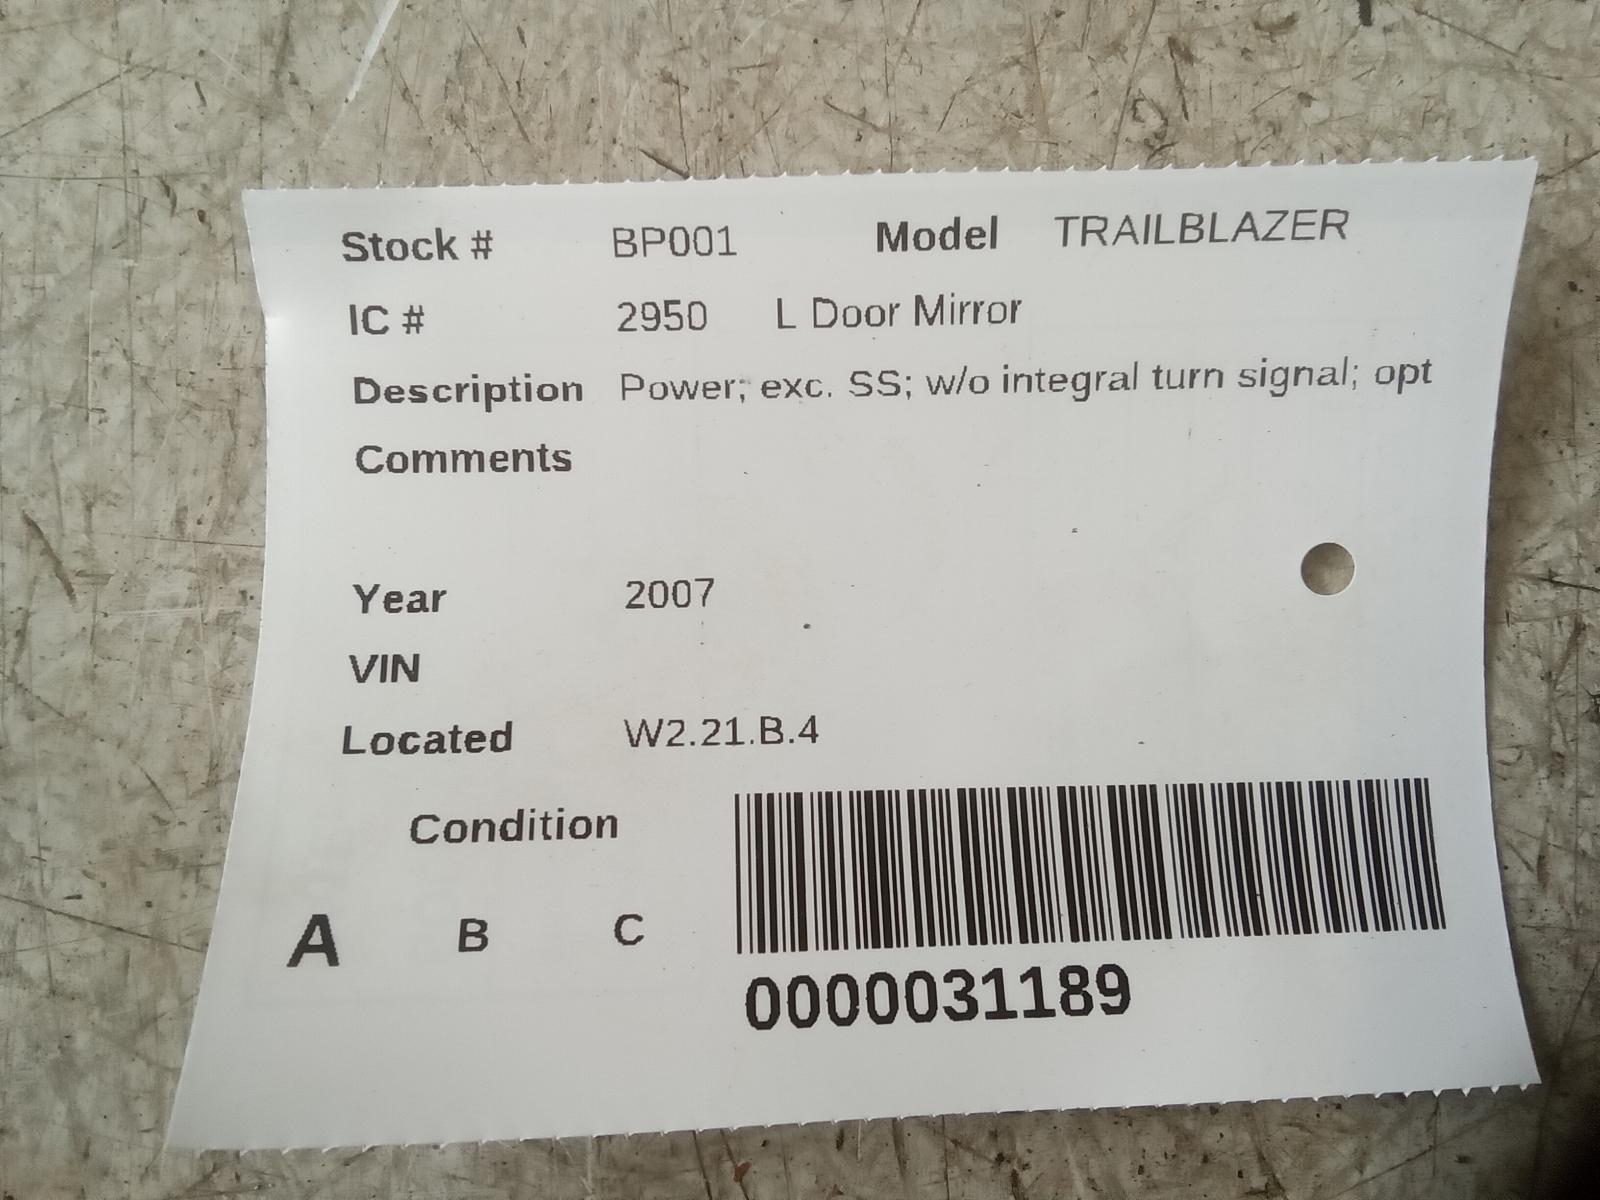 Stock # BP001 Model TRAILBLAZER
IC # 2950 L Door Mirror
Description Power; exc. SS; w/o integral turn signal; opt
Comments
Year 2007
VIN
Located W2.21.B.4
Condition
A B C
0000031189